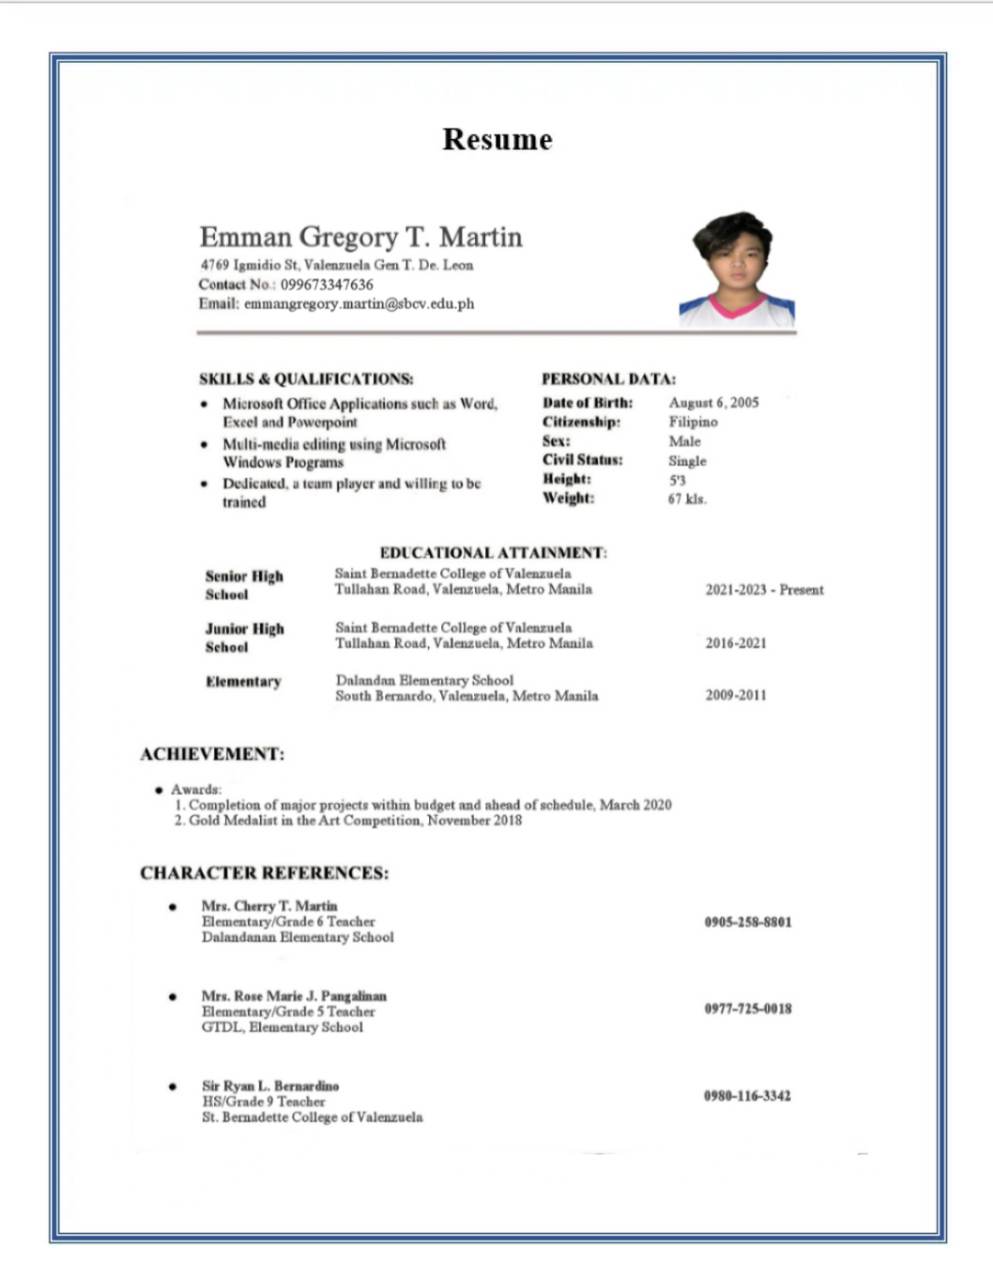 Resume
Emman Gregory T. Martin
4769 Igmidio St, Valenzuela Gen T. De. Leon
Contact No.: 099673347636
Email: emmangregory.martin@sbcv.edu.ph
SKILLS & QUALIFICATIONS:
• Microsoft Office Applications such as Word,
Excel and Powerpoint
• Multi-media editing using Microsoft
Windows Programs
• Dedicated, a team player and willing to be
trained
PERSONAL DATA:
Date of Birth: August 6, 2005
Citizenship: Filipino
Sex: Male
Civil Status: Single
Height: 5'3
Weight: 67 kls.
EDUCATIONAL ATTAINMENT:
Senior High
School
Saint Bernadette College of Valenzuela
Tullahan Road, Valenzuela, Metro Manila
2021-2023 - Present
Junior High
School
Saint Bernadette College of Valenzuela
Tullahan Road, Valenzuela, Metro Manila
2016-2021
Elementary
Dalandan Elementary School
South Bernardo, Valenzuela, Metro Manila
2009-2011
ACHIEVEMENT:
• Awards:
1. Completion of major projects within budget and ahead of schedule, March 2020
2. Gold Medalist in the Art Competition, November 2018
CHARACTER REFERENCES:
• Mrs. Cherry T. Martin
Elementary/Grade 6 Teacher
Dalandanan Elementary School
0905-258-8801
• Mrs. Rose Marie J. Pangalinan
Elementary/Grade 5 Teacher
GTDL, Elementary School
0977-725-0018
• Sir Ryan L. Bernardino
HS/Grade 9 Teacher
St. Bernadette College of Valenzuela
0980-116-3342